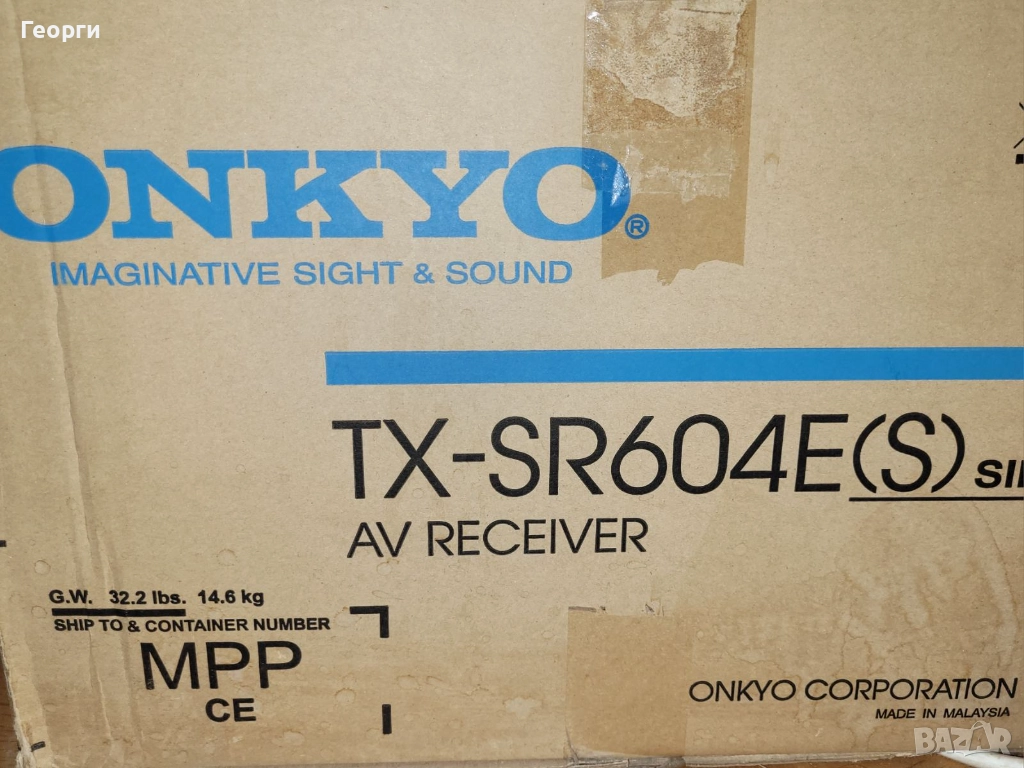 Георги
ONKYO®
IMAGINATIVE SIGHT & SOUND
TX-SR604E(S)
AV RECEIVER
G.W. 32.2 lbs. 14.6 kg
SHIP TO & CONTAINER NUMBER
MPP
CE
ONKYO CORPORATION
MADE IN MALAYSIA
BAZAR